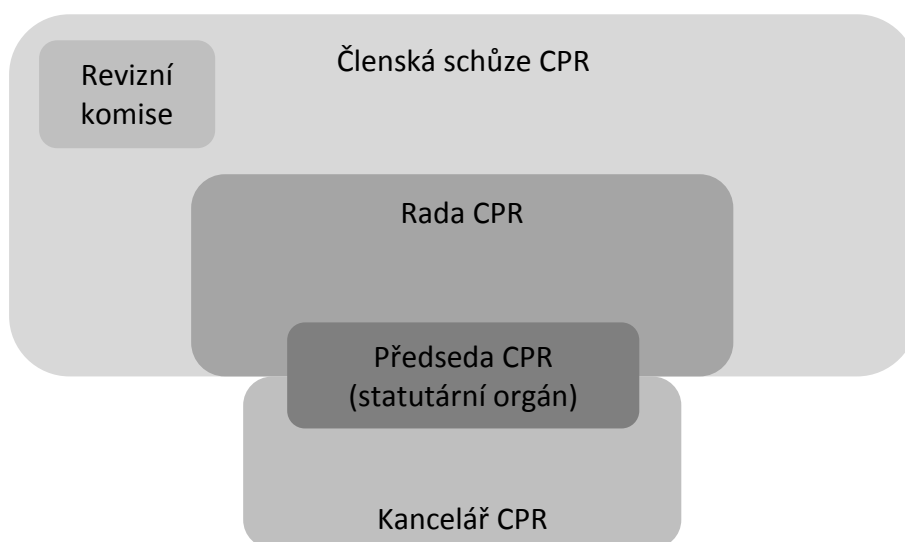 Členská schůze CPR
Revizní
komise
Rada CPR
Předseda CPR
(statutární orgán)
Kancelář CPR